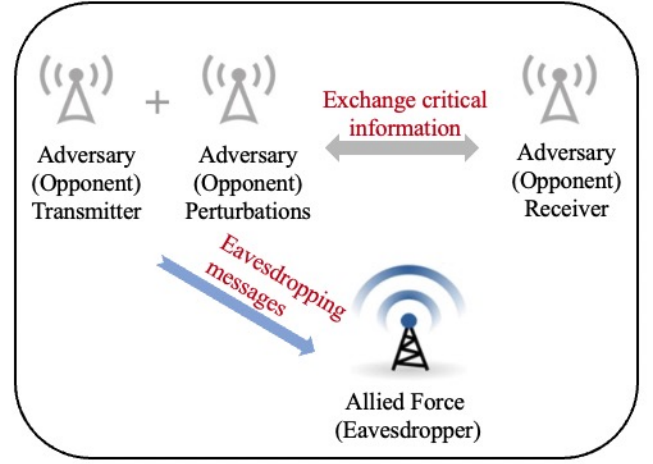 +
Exchange critical
information
Adversary
(Opponent)
Transmitter
Adversary
(Opponent)
Perturbations
Adversary
(Opponent)
Receiver
Eavesdropping
messages
Allied Force
(Eavesdropper)